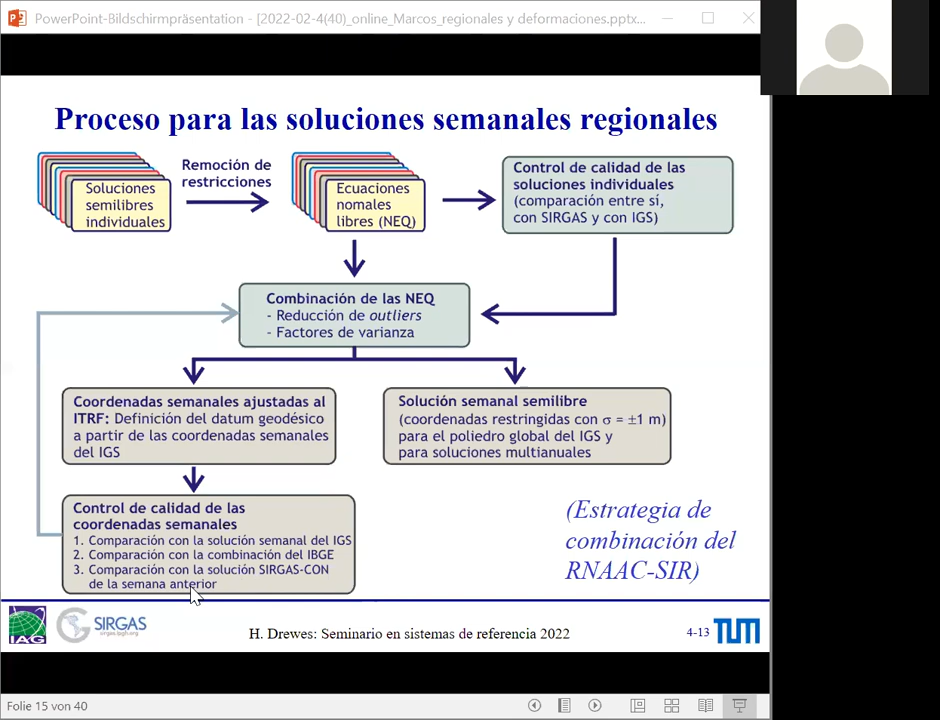 PowerPoint-Bildschirmpräsentation - [2022-02-4(40)_online_Marcos_regionales y deformaciones.pptx...
Proceso para las soluciones semanales regionales
Soluciones
semilibres
individuales
Remoción de
restricciones
Ecuaciones
nomales
libres (NEQ)
Control de calidad de las
soluciones individuales
(comparación entre sí,
con SIRGAS y con IGS)
Combinación de las NEQ
- Reducción de outliers
- Factores de varianza
Coordenadas semanales ajustadas al
ITRF: Definición del datum geodésico
a partir de las coordenadas semanales
del IGS
Solución semanal semilibre
(coordenadas restringidas con σ = ±1 m)
para el poliedro global del IGS y
para soluciones multianuales
Control de calidad de las
coordenadas semanales
1. Comparación con la solución semanal del IGS
2. Comparación con la combinación del IBGE
3. Comparación con la solución SIRGAS-CON
de la semana anterior
(Estrategia de
combinación del
RNAAC-SIR)
IAG
SIRGAS
sirgas.ipgh.org
H. Drewes: Seminario en sistemas de referencia 2022
4-13
TUM
Folie 15 von 40